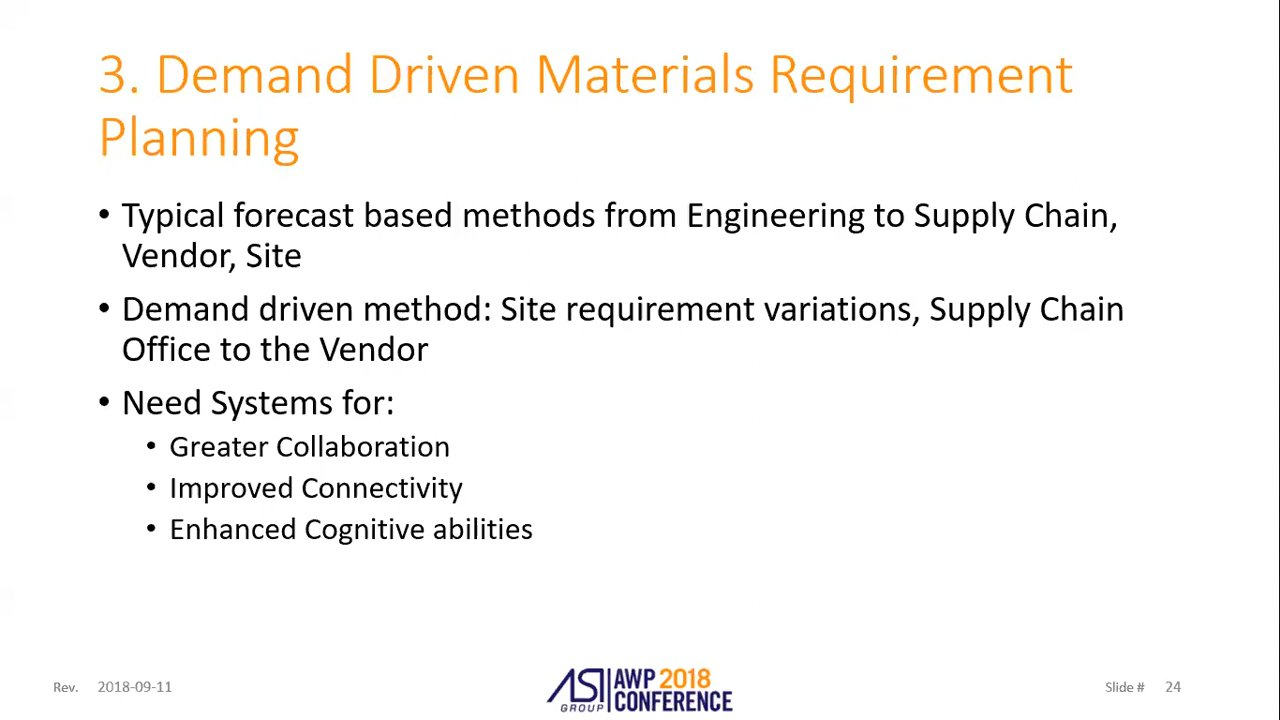 3. Demand Driven Materials Requirement
Planning
• Typical forecast based methods from Engineering to Supply Chain,
Vendor, Site
• Demand driven method: Site requirement variations, Supply Chain
Office to the Vendor
• Need Systems for:
• Greater Collaboration
• Improved Connectivity
• Enhanced Cognitive abilities
Rev. 2018-09-11
ASI GROUP
AWP 2018
CONFERENCE
Slide # 24